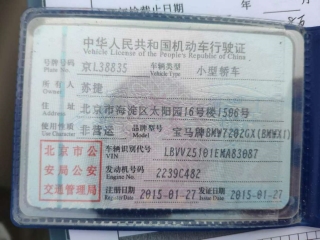 检止日期
中华人民共和国机动车行驶证
Vehicle License of the People's Republic of China
号牌号码 京L38835 车辆类型 小型轿车
Plate No. Vehicle Type
所有人 苏捷
Owner
住址 北京市海淀区太阳园16号楼1506号
Address
使用性质 非营运 品牌型号 宝马牌BMW7202GX(BMWX1)
Use Character Model
北京市公安局公安交通管理局
车辆识别代号 LBVVZ5101EMA83087
VIN
发动机号码 2239C482
Engine No.
注册日期 2015-01-27 发证日期 2015-01-27
Register Date Issue Date